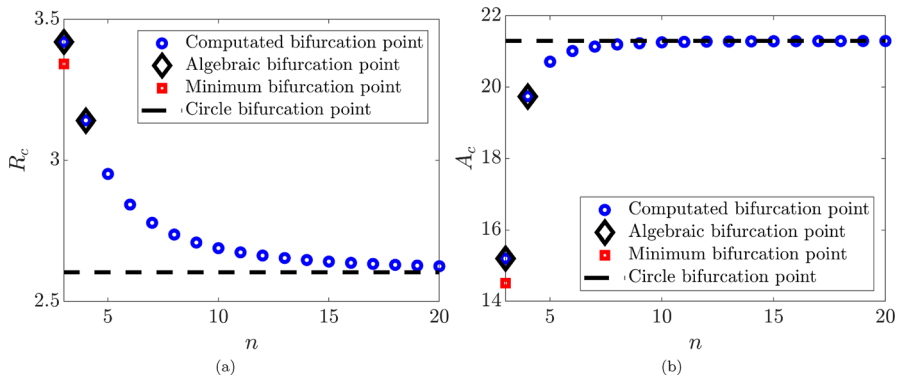 3.5
3
2.5
R_c
5
10
15
20
n
Computated bifurcation point
Algebraic bifurcation point
Minimum bifurcation point
Circle bifurcation point
(a)
22
20
18
16
14
A_c
5
10
15
20
n
Computated bifurcation point
Algebraic bifurcation point
Minimum bifurcation point
Circle bifurcation point
(b)